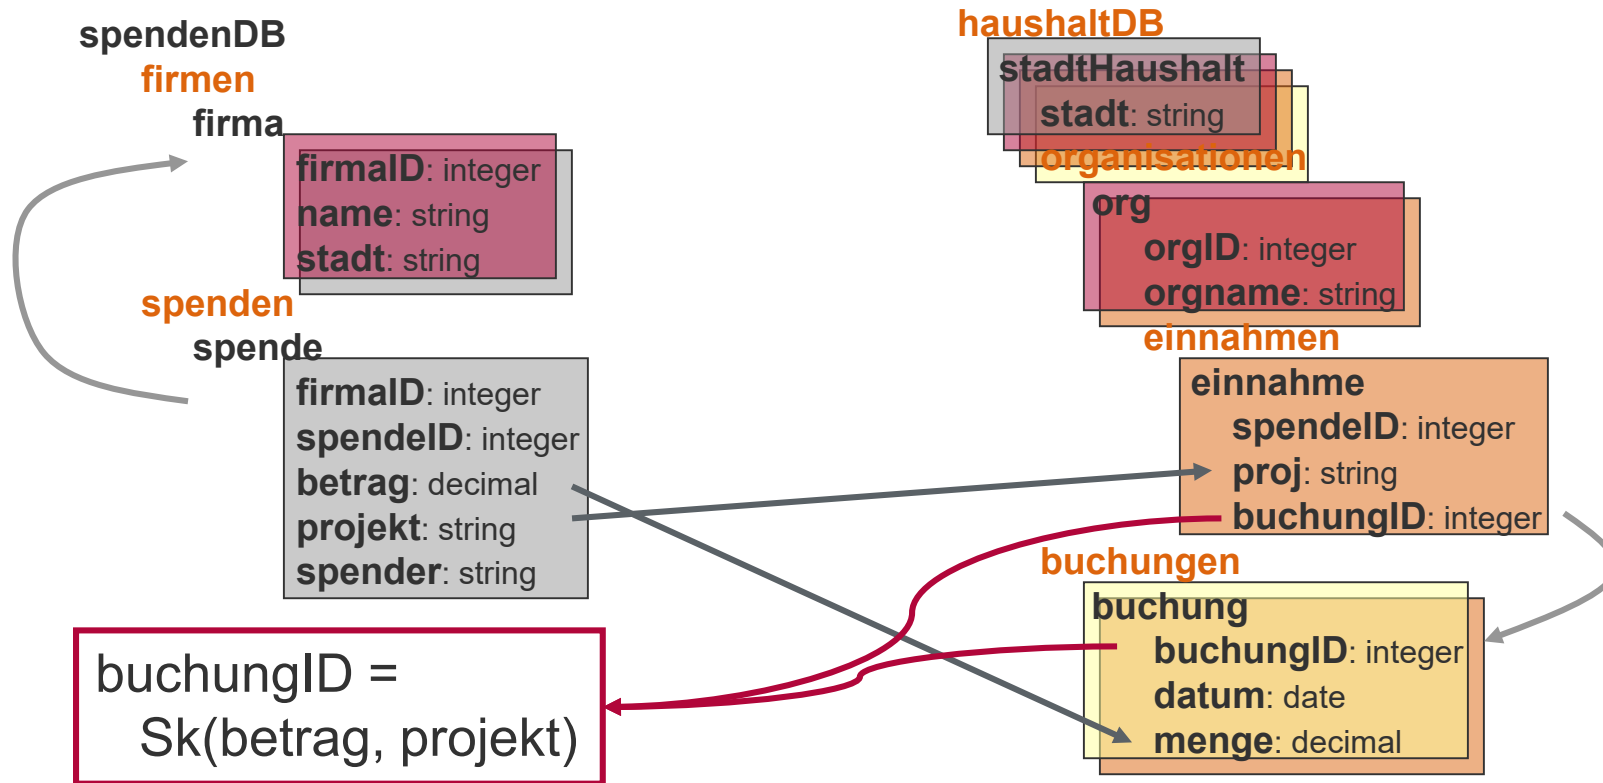 spendenDB
firmen
firma
firmaID: integer
name: string
stadt: string
spenden
spende
firmaID: integer
spendeID: integer
betrag: decimal
projekt: string
spender: string
buchungID =
Sk(betrag, projekt)
haushaltDB
stadtHaushalt
stadt: string
organisationen
org
orgID: integer
orgname: string
einnahmen
einnahme
spendeID: integer
proj: string
buchungID: integer
buchungen
buchung
buchungID: integer
datum: date
menge: decimal